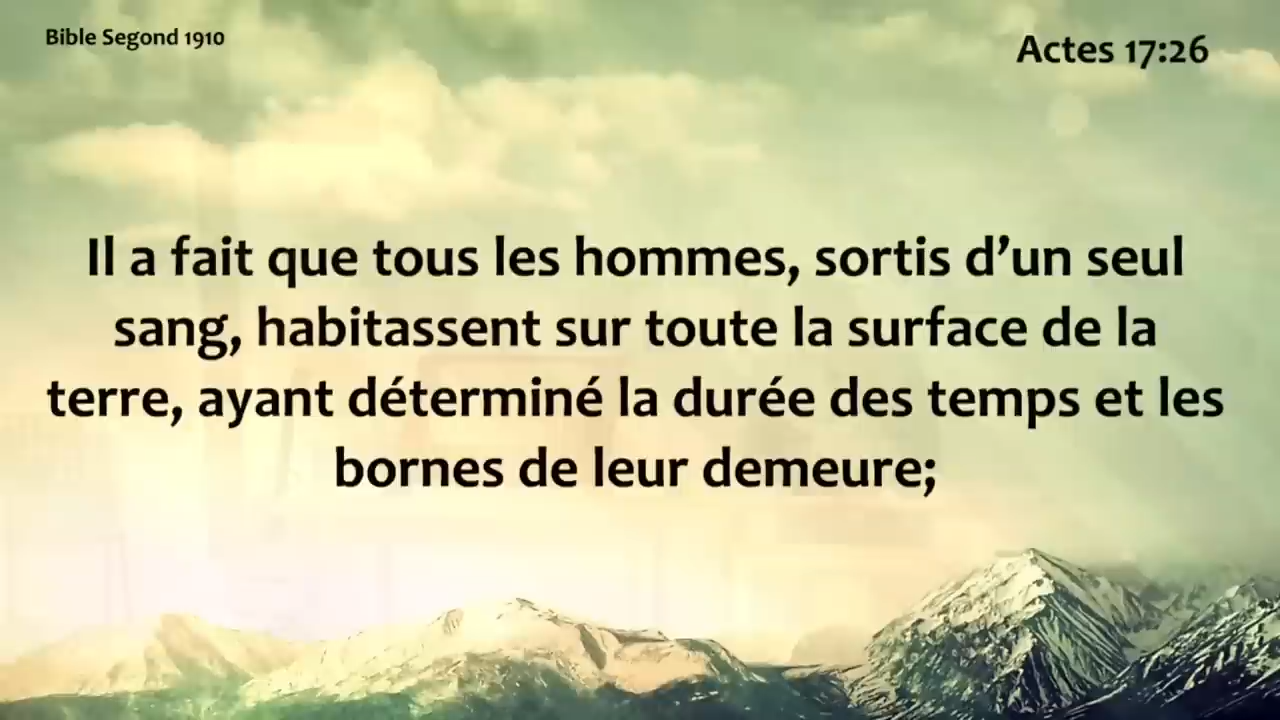 Bible Segond 1910
Actes 17:26
Il a fait que tous les hommes, sortis d’un seul
sang, habitassent sur toute la surface de la
terre, ayant déterminé la durée des temps et les
bornes de leur demeure;